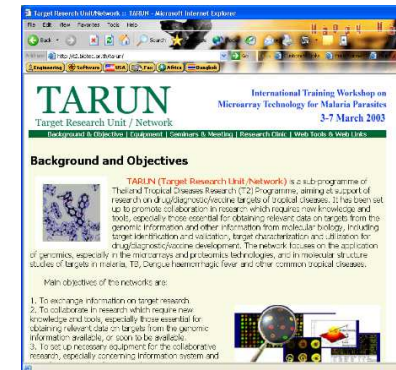 Target Research Unit/Network :: TARUN - Microsoft Internet Explorer
File Edit View Favorites Tools Help
Back
Search
http://t2.biotec.or.th/tarun/
Go
Engineering Software USA Fun Africa Bangkok
TARUN
Target Research Unit / Network
International Training Workshop on
Microarray Technology for Malaria Parasites
3-7 March 2003
Background & Objective | Equipment | Seminars & Meeting | Research Clinic | Web Tools & Web Links
Background and Objectives
TARUN (Target Research Unit/Network) is a sub-programme of
Thailand Tropical Diseases Research (T2) Programme, aiming at support of
research on drug/diagnostic/vaccine targets of tropical diseases. It has been set
up to promote collaboration in research which requires new knowledge and
tools, especially those essential for obtaining relevant data on targets from the
genomic information and other information from molecular biology, including
target identification and validation, target characterization and utilization for
drug/diagnostic/vaccine development. The network focuses on the application
of genomics, especially in the microarrays and proteomics technologies, and in molecular structure
studies of targets in malaria, TB, Dengue haemorrhagic fever and other common tropical diseases.
Main objectives of the networks are:
1. To exchange information on target research
2. To collaborate in research which require new
knowledge and tools, especially those essential for
obtaining relevant data on targets from the genomic
information available, or soon to be available.
3. To set up necessary equipment for the collaborative
research, especially concerning information system and